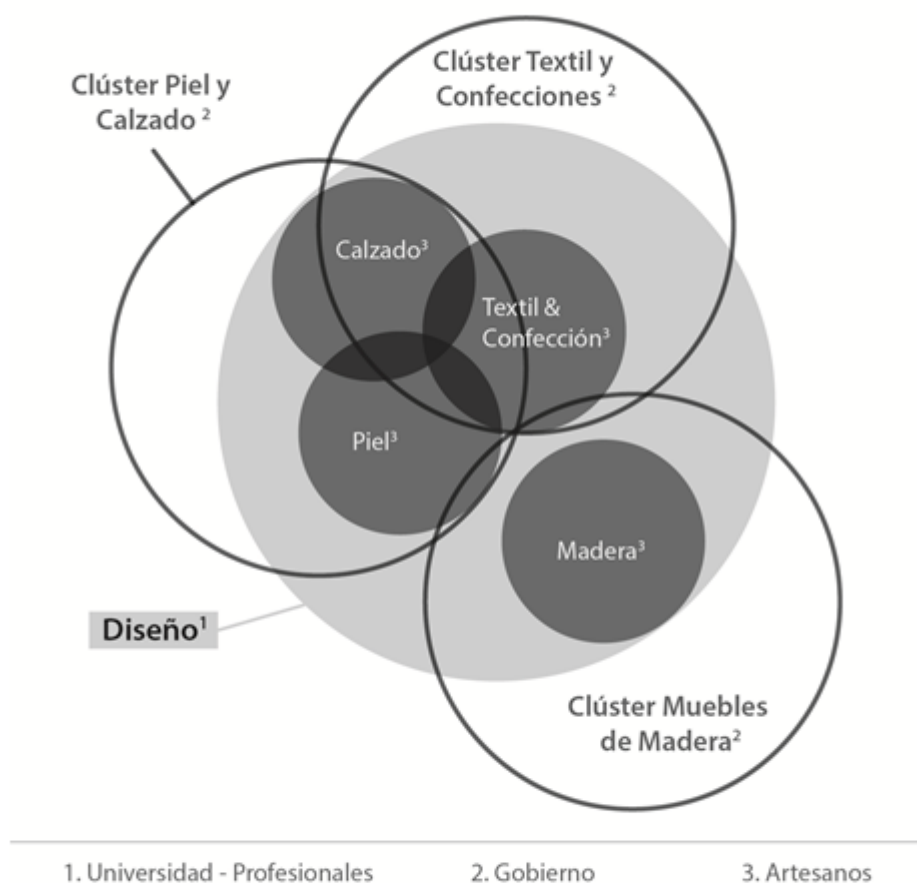 Clúster Textil y
Confecciones ²
Clúster Piel y
Calzado ²
Calzado³
Textil &
Confección³
Piel³
Madera³
Diseño¹
Clúster Muebles
de Madera²
1. Universidad - Profesionales
2. Gobierno
3. Artesanos